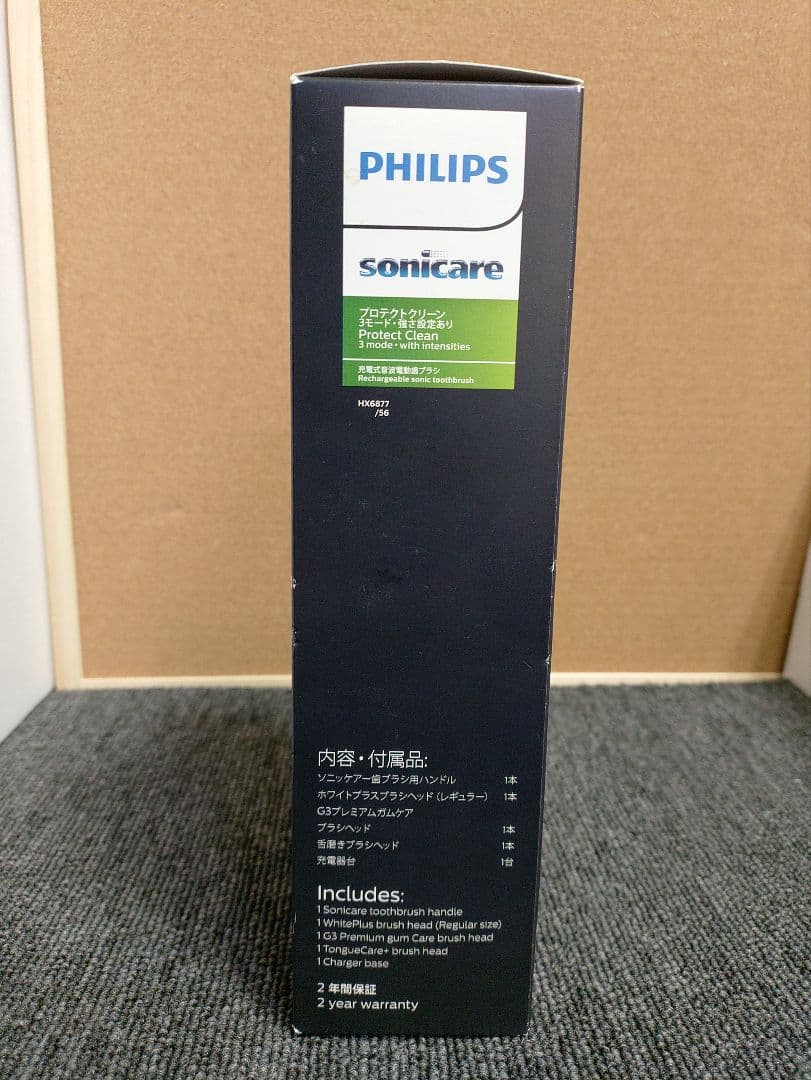 PHILIPS
sonicare
プロテクトクリーン
3モード・強さ設定あり
Protect Clean
3 mode・with intensities
充電式音波電動歯ブラシ
Rechargeable sonic toothbrush
HX6877
/56
内容・付属品:
ソニッケアー歯ブラシ用ハンドル 1本
ホワイトプラスブラシヘッド（レギュラー） 1本
G3プレミアムガムケア
ブラシヘッド 1本
舌磨きブラシヘッド 1本
充電器台 1台
Includes:
1 Sonicare toothbrush handle
1 WhitePlus brush head (Regular size)
1 G3 Premium gum Care brush head
1 TongueCare+ brush head
1 Charger base
2 年間保証
2 year warranty